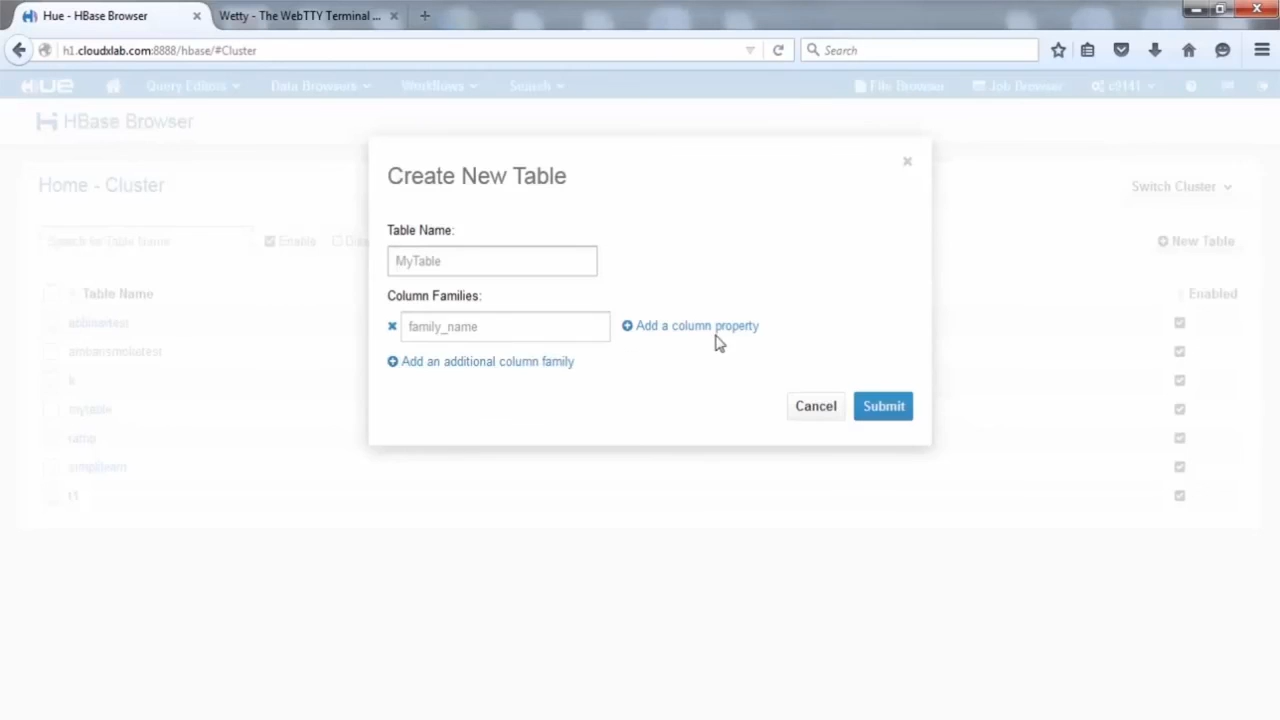 Hue - HBase Browser
Wetty - The WebTTY Terminal ...
h1.cloudxlab.com:8888/hbase/#Cluster
Search
HUE Query Editors Data Browsers Workflows Search File Browser Job Browser
HBase Browser
Home - Cluster
Switch Cluster
Search for Table Name
Enable
New Table
Table Name
Enabled
ambarismoketest
k
mytable
ramp
simplilearn
t1
Create New Table
Table Name:
MyTable
Column Families:
family_name
Add a column property
Add an additional column family
Cancel
Submit